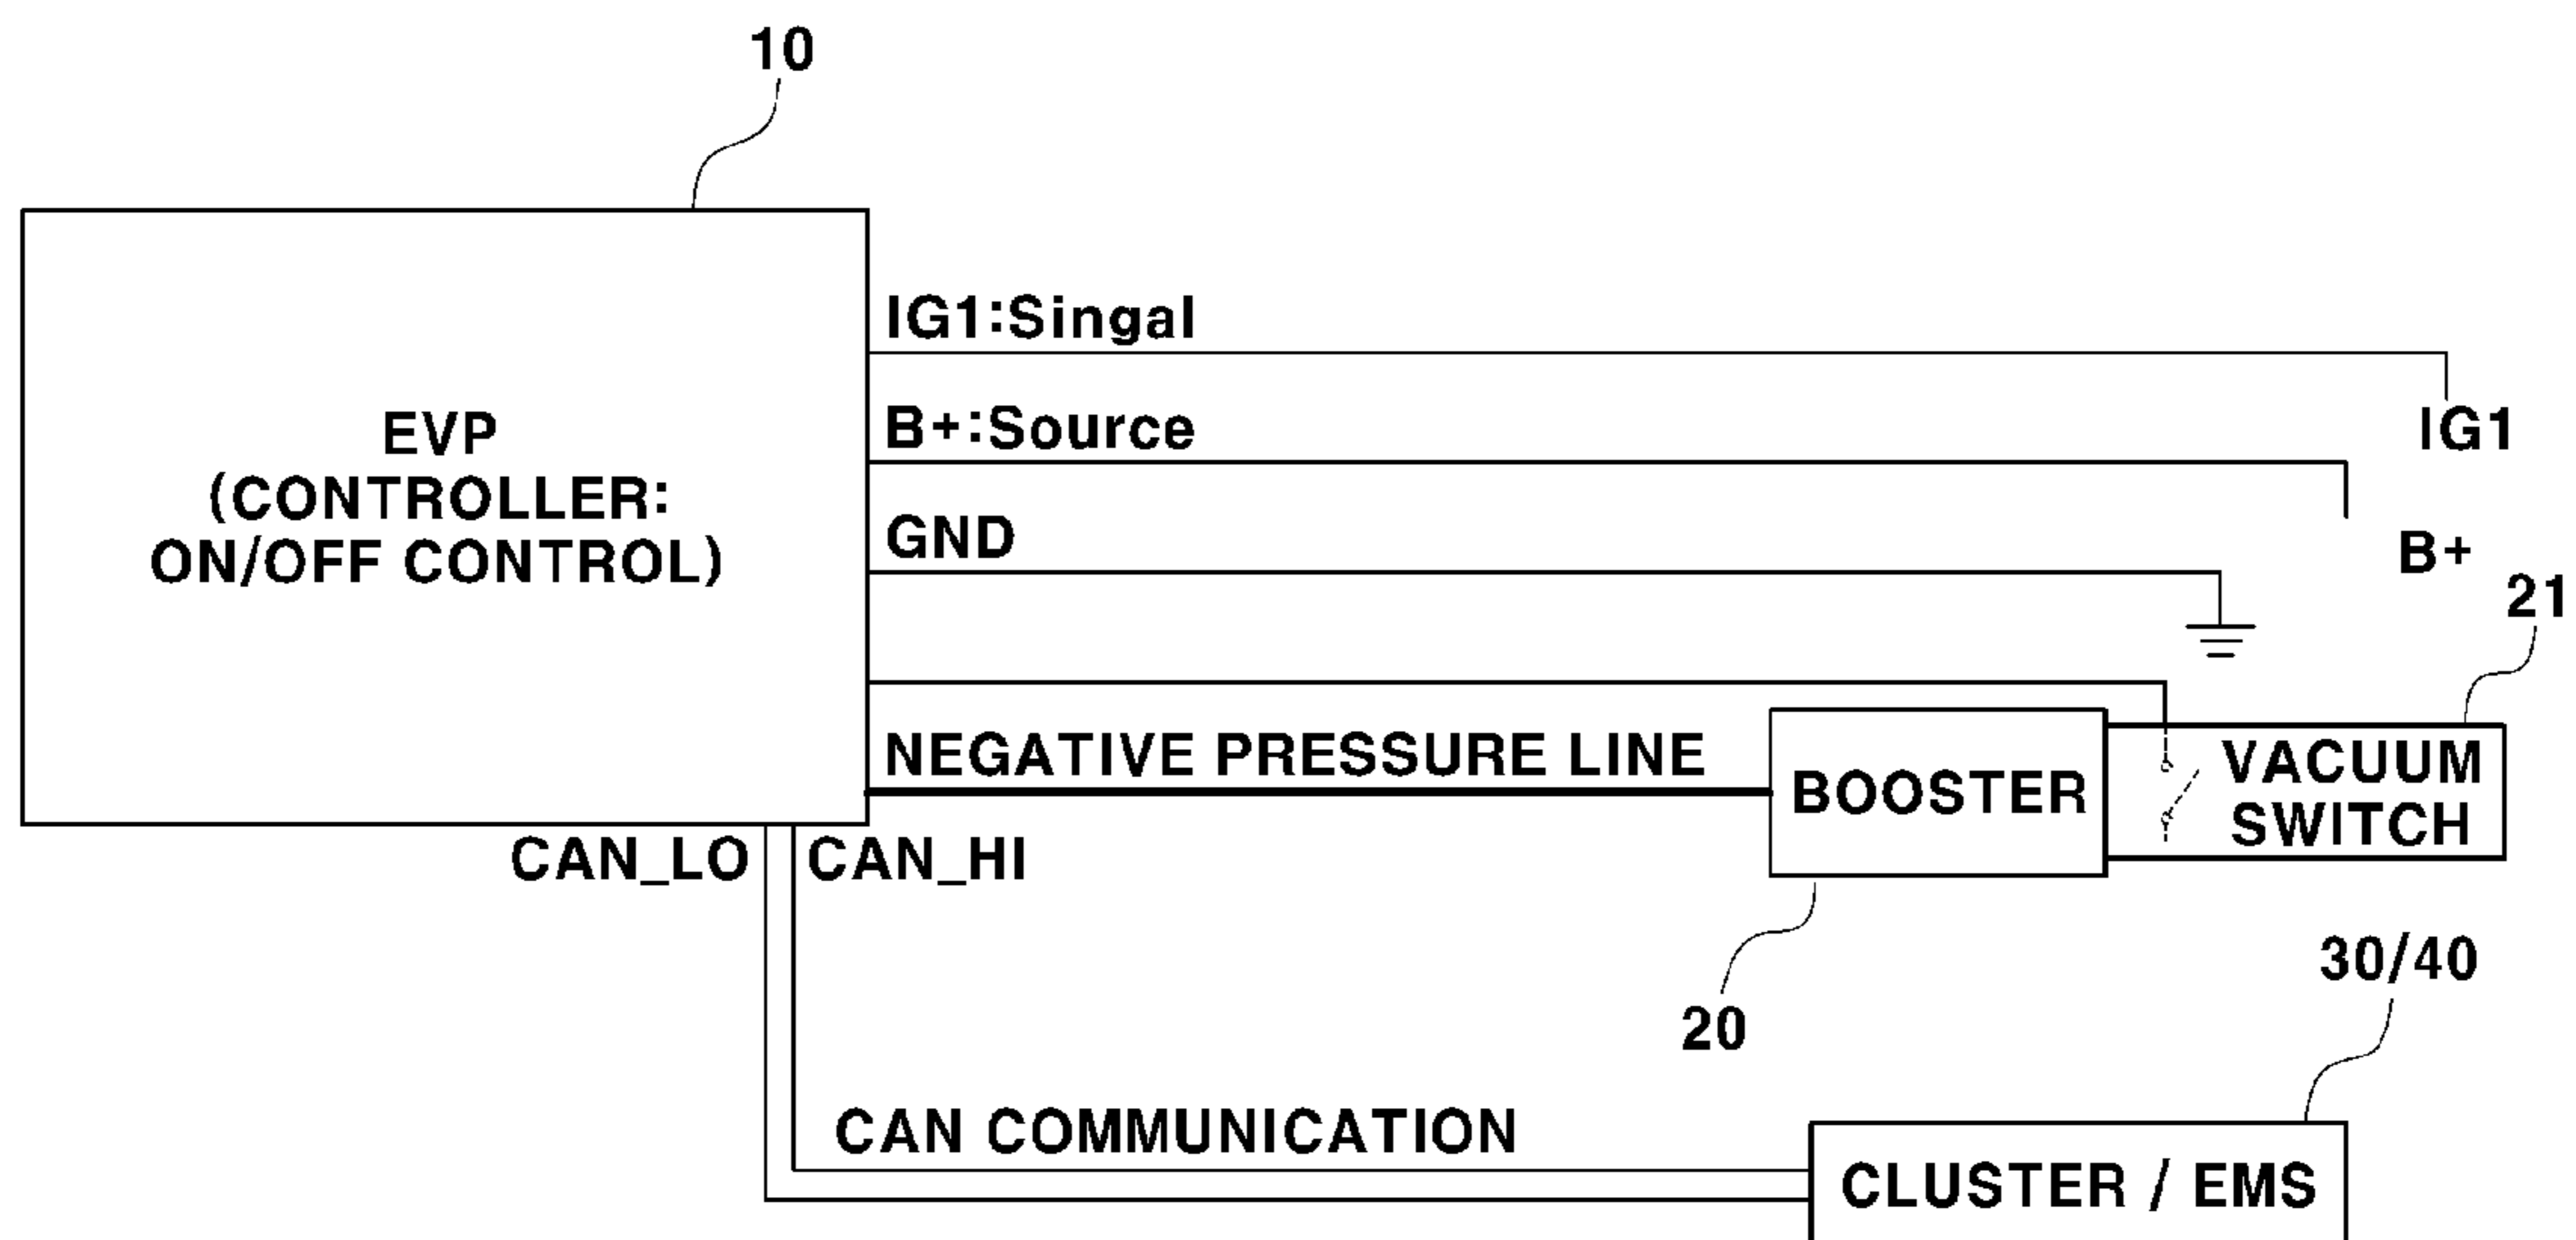 10
IG1:Singal
B+:Source
IG1
EVP
(CONTROLLER:
ON/OFF CONTROL)
GND
B+
21
NEGATIVE PRESSURE LINE
BOOSTER
VACUUM
SWITCH
CAN_LO
CAN_HI
30/40
20
CAN COMMUNICATION
CLUSTER / EMS